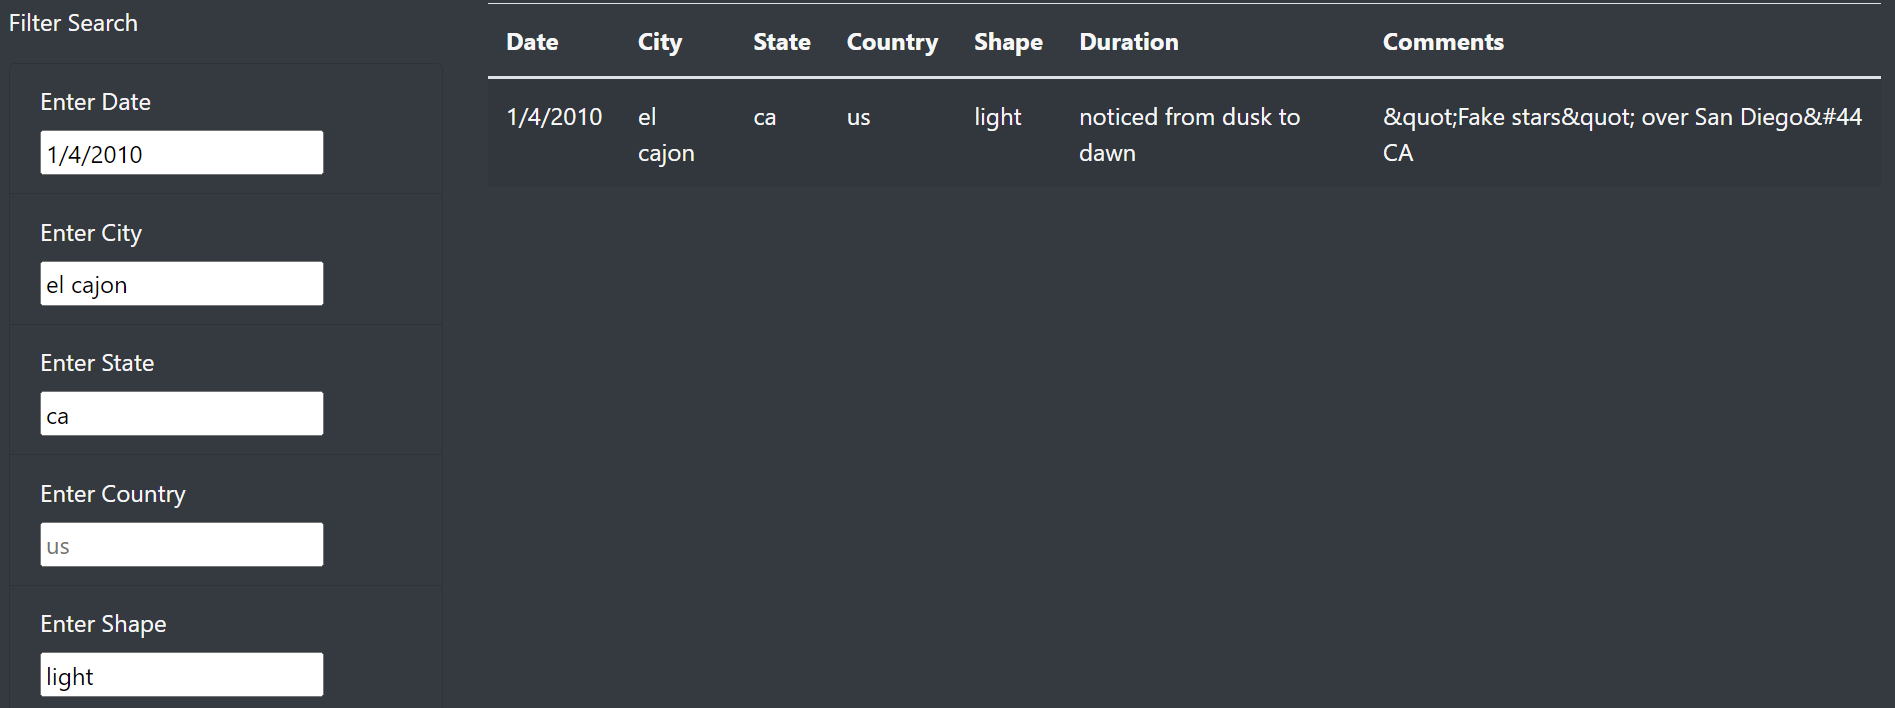 Filter Search
Enter Date
1/4/2010
Enter City
el cajon
Enter State
ca
Enter Country
us
Enter Shape
light
Date City State Country Shape Duration Comments
1/4/2010 el ca us light noticed from dusk to &quot;Fake stars&quot; over San Diego&#44
cajon dawn CA